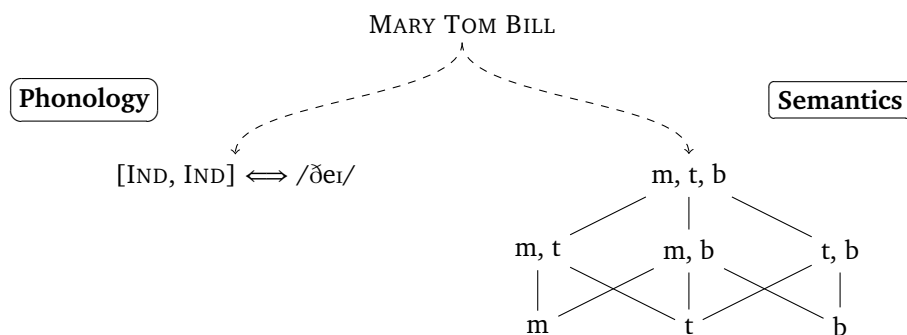 MARY TOM BILL
Phonology
Semantics
[IND, IND] ⟺ /ðeɪ/
m, t, b
m, t
m, b
t, b
m
t
b